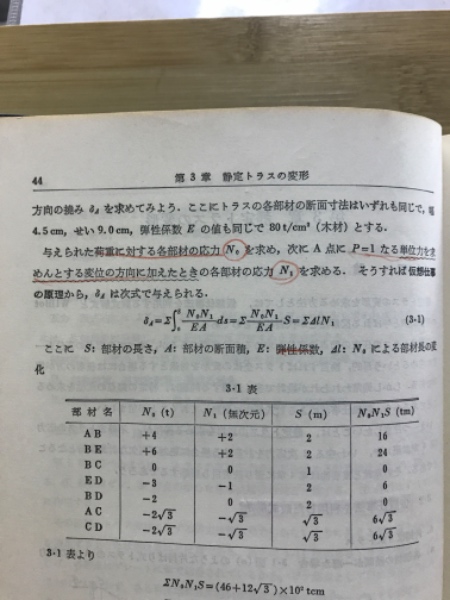 44 第3章 静定トラスの変形
方向の撓み δA を求めてみよう．ここにトラスの各部材の断面寸法はいずれも同じで，幅
4.5cm，せい 9.0cm，弾性係数 E の値も同じで 80t/cm²（木材）とする．
与えられた荷重に対する各部材の応力 N₀ を求め，次に A 点に P=1 なる単位力を求
めんとする変位の方向に加えたときの各部材の応力 N₁ を求める． そうすれば仮想仕事
の原理から，δA は次式で与えられる．
δA=Σ∫₀ˢ N₀N₁/EA ds=Σ N₀N₁/EA S=ΣΔlN₁ (3-1)
ここに S：部材の長さ，A：部材の断面積，E：弾性係数，Δl：N₀ による部材長の変
化
3-1 表
部材名 N₀ (t) N₁ (無次元) S (m) N₀N₁S (tm)
AB +4 +2 2 16
BE +6 +2 2 24
BC 0 0 1 0
ED −3 −1 2 6
BD −2 0 2 0
AC −2√3 −√3 √3 6√3
CD −2√3 −√3 √3 6√3
3-1 表より
ΣN₀N₁S=(46+12√3)×10² tcm